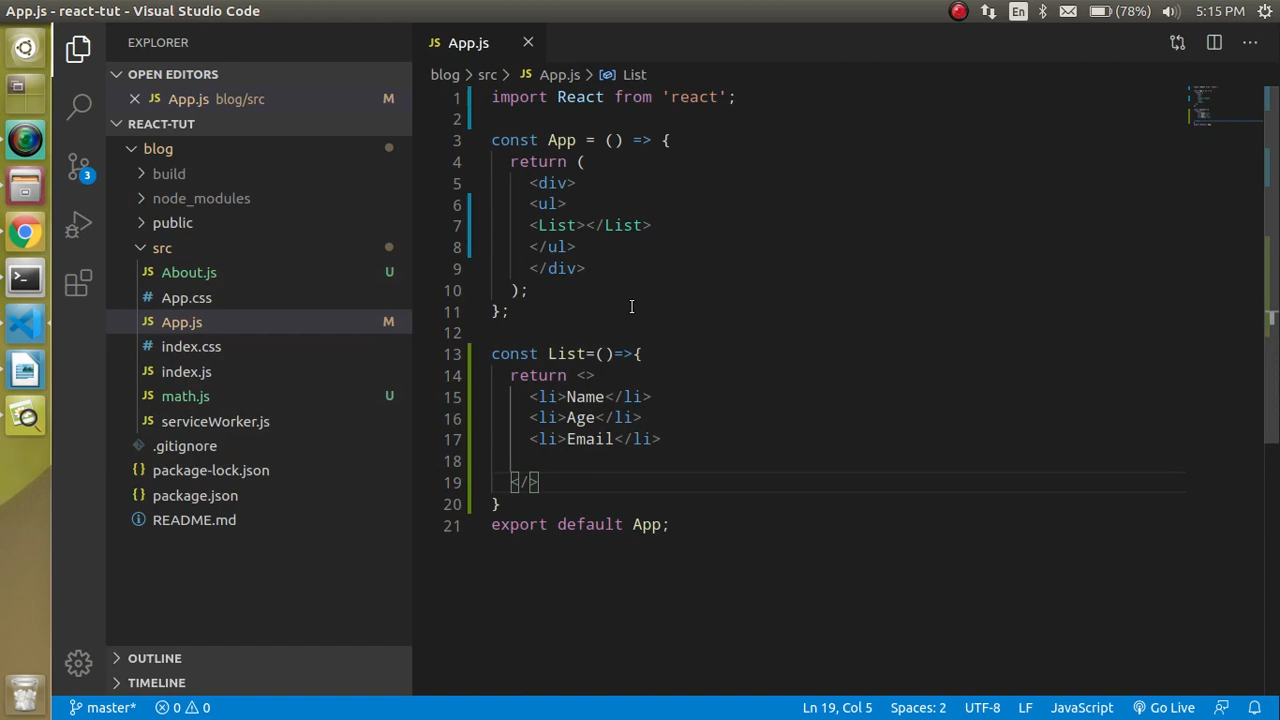 App.js - react-tut - Visual Studio Code
En
(78%)
5:15 PM
EXPLORER
OPEN EDITORS
JS App.js blog/src M
REACT-TUT
blog
build
node_modules
public
src
JS About.js U
# App.css
JS App.js M
# index.css
JS index.js
JS math.js U
JS serviceWorker.js
.gitignore
{} package-lock.json
{} package.json
README.md
OUTLINE
TIMELINE
3
JS App.js
blog > src > JS App.js > List
1 import React from 'react';
2
3 const App = () => {
4 return (
5 <div>
6 <ul>
7 <List></List>
8 </ul>
9 </div>
10 );
11 };
12
13 const List=()=>{
14 return <>
15 <li>Name</li>
16 <li>Age</li>
17 <li>Email</li>
18
19 </>
20 }
21 export default App;
master* 0 0
Ln 19, Col 5 Spaces: 2 UTF-8 LF JavaScript Go Live